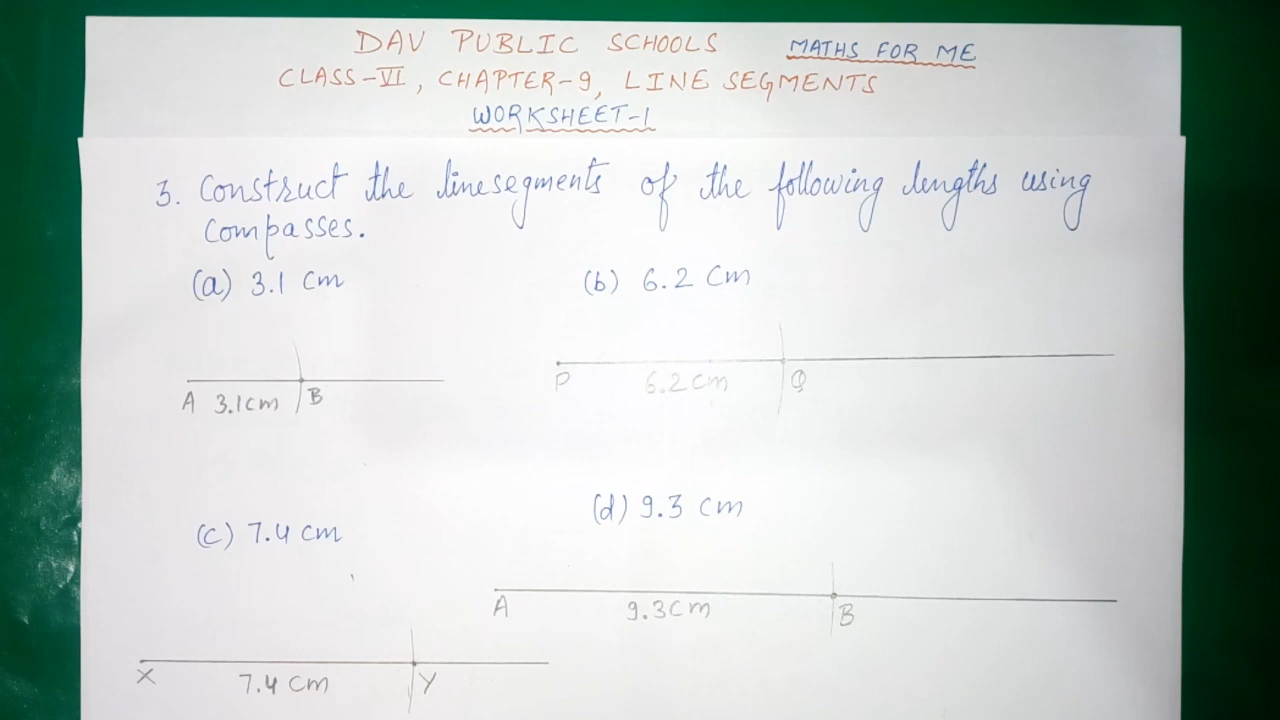 DAV PUBLIC SCHOOLS MATHS FOR ME
CLASS-VI, CHAPTER-9, LINE SEGMENTS
WORKSHEET-1
3. Construct the linesegments of the following lengths using
compasses.
(a) 3.1 cm (b) 6.2 cm
A 3.1cm B
P 6.2cm Q
(c) 7.4 cm (d) 9.3 cm
A 9.3cm B
X 7.4 cm Y